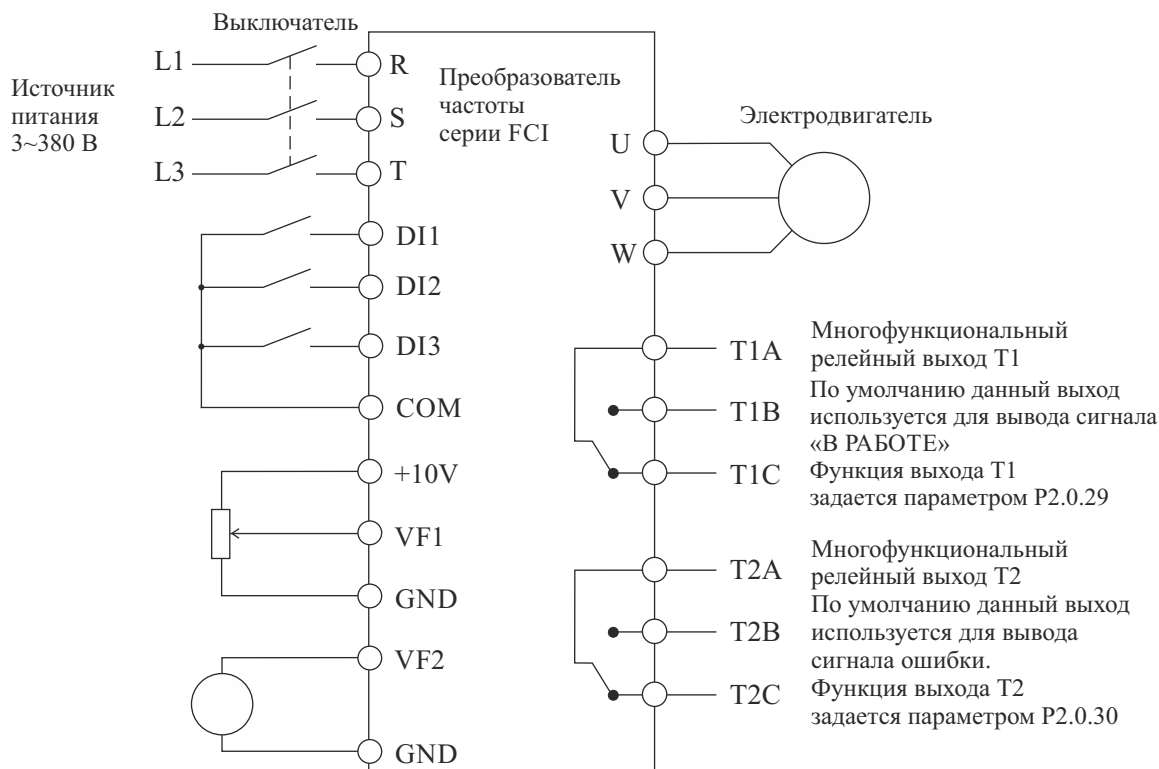 Выключатель
L1
R
Источник
питания
3~380 В
L2
S
L3
T
Преобразователь
частоты
серии FCI
Электродвигатель
U
V
W
DI1
DI2
DI3
COM
+10V
VF1
GND
VF2
GND
T1A
Многофункциональный
релейный выход T1
T1B
По умолчанию данный выход
используется для вывода сигнала
«В РАБОТЕ»
T1C
Функция выхода T1
задается параметром P2.0.29
T2A
Многофункциональный
релейный выход T2
T2B
По умолчанию данный выход
используется для вывода
сигнала ошибки.
T2C
Функция выхода T2
задается параметром P2.0.30